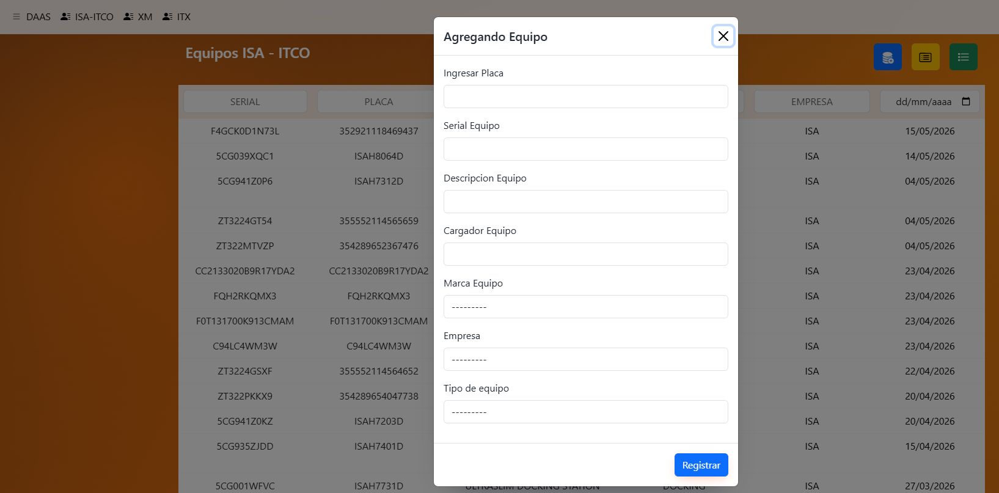 DAAS ISA-ITCO XM ITX
Agregando Equipo
Equipos ISA - ITCO
Ingresar Placa
SERIAL PLACA EMPRESA dd/mm/aaaa
Serial Equipo
F4GCK0D1N73L 352921118469437 ISA 15/05/2026
5CG039XQC1 ISAH8064D ISA 14/05/2026
Descripcion Equipo
5CG941Z0P6 ISAH7312D ISA 04/05/2026
ZT3224GT54 355552114565659 ISA 04/05/2026
Cargador Equipo
ZT322MTVZP 354289652367476 ISA 04/05/2026
CC2133020B9R17YDA2 CC2133020B9R17YDA2 ISA 23/04/2026
Marca Equipo
FQH2RKQMX3 FQH2RKQMX3 ISA 23/04/2026
---------
F0T131700K913CMAM F0T131700K913CMAM ISA 23/04/2026
Empresa
C94LC4WM3W C94LC4WM3W ISA 23/04/2026
---------
ZT3224GSXF 355552114564652 ISA 22/04/2026
Tipo de equipo
ZT322PKKX9 354289654047738 ISA 20/04/2026
---------
5CG941Z0KZ ISAH7203D ISA 20/04/2026
5CG935ZJDD ISAH7401D ISA 15/04/2026
Registrar
5CG001WFVC ISAH7731D ULTRASLIM DOCKING STATION DOCKING ISA 27/03/2026